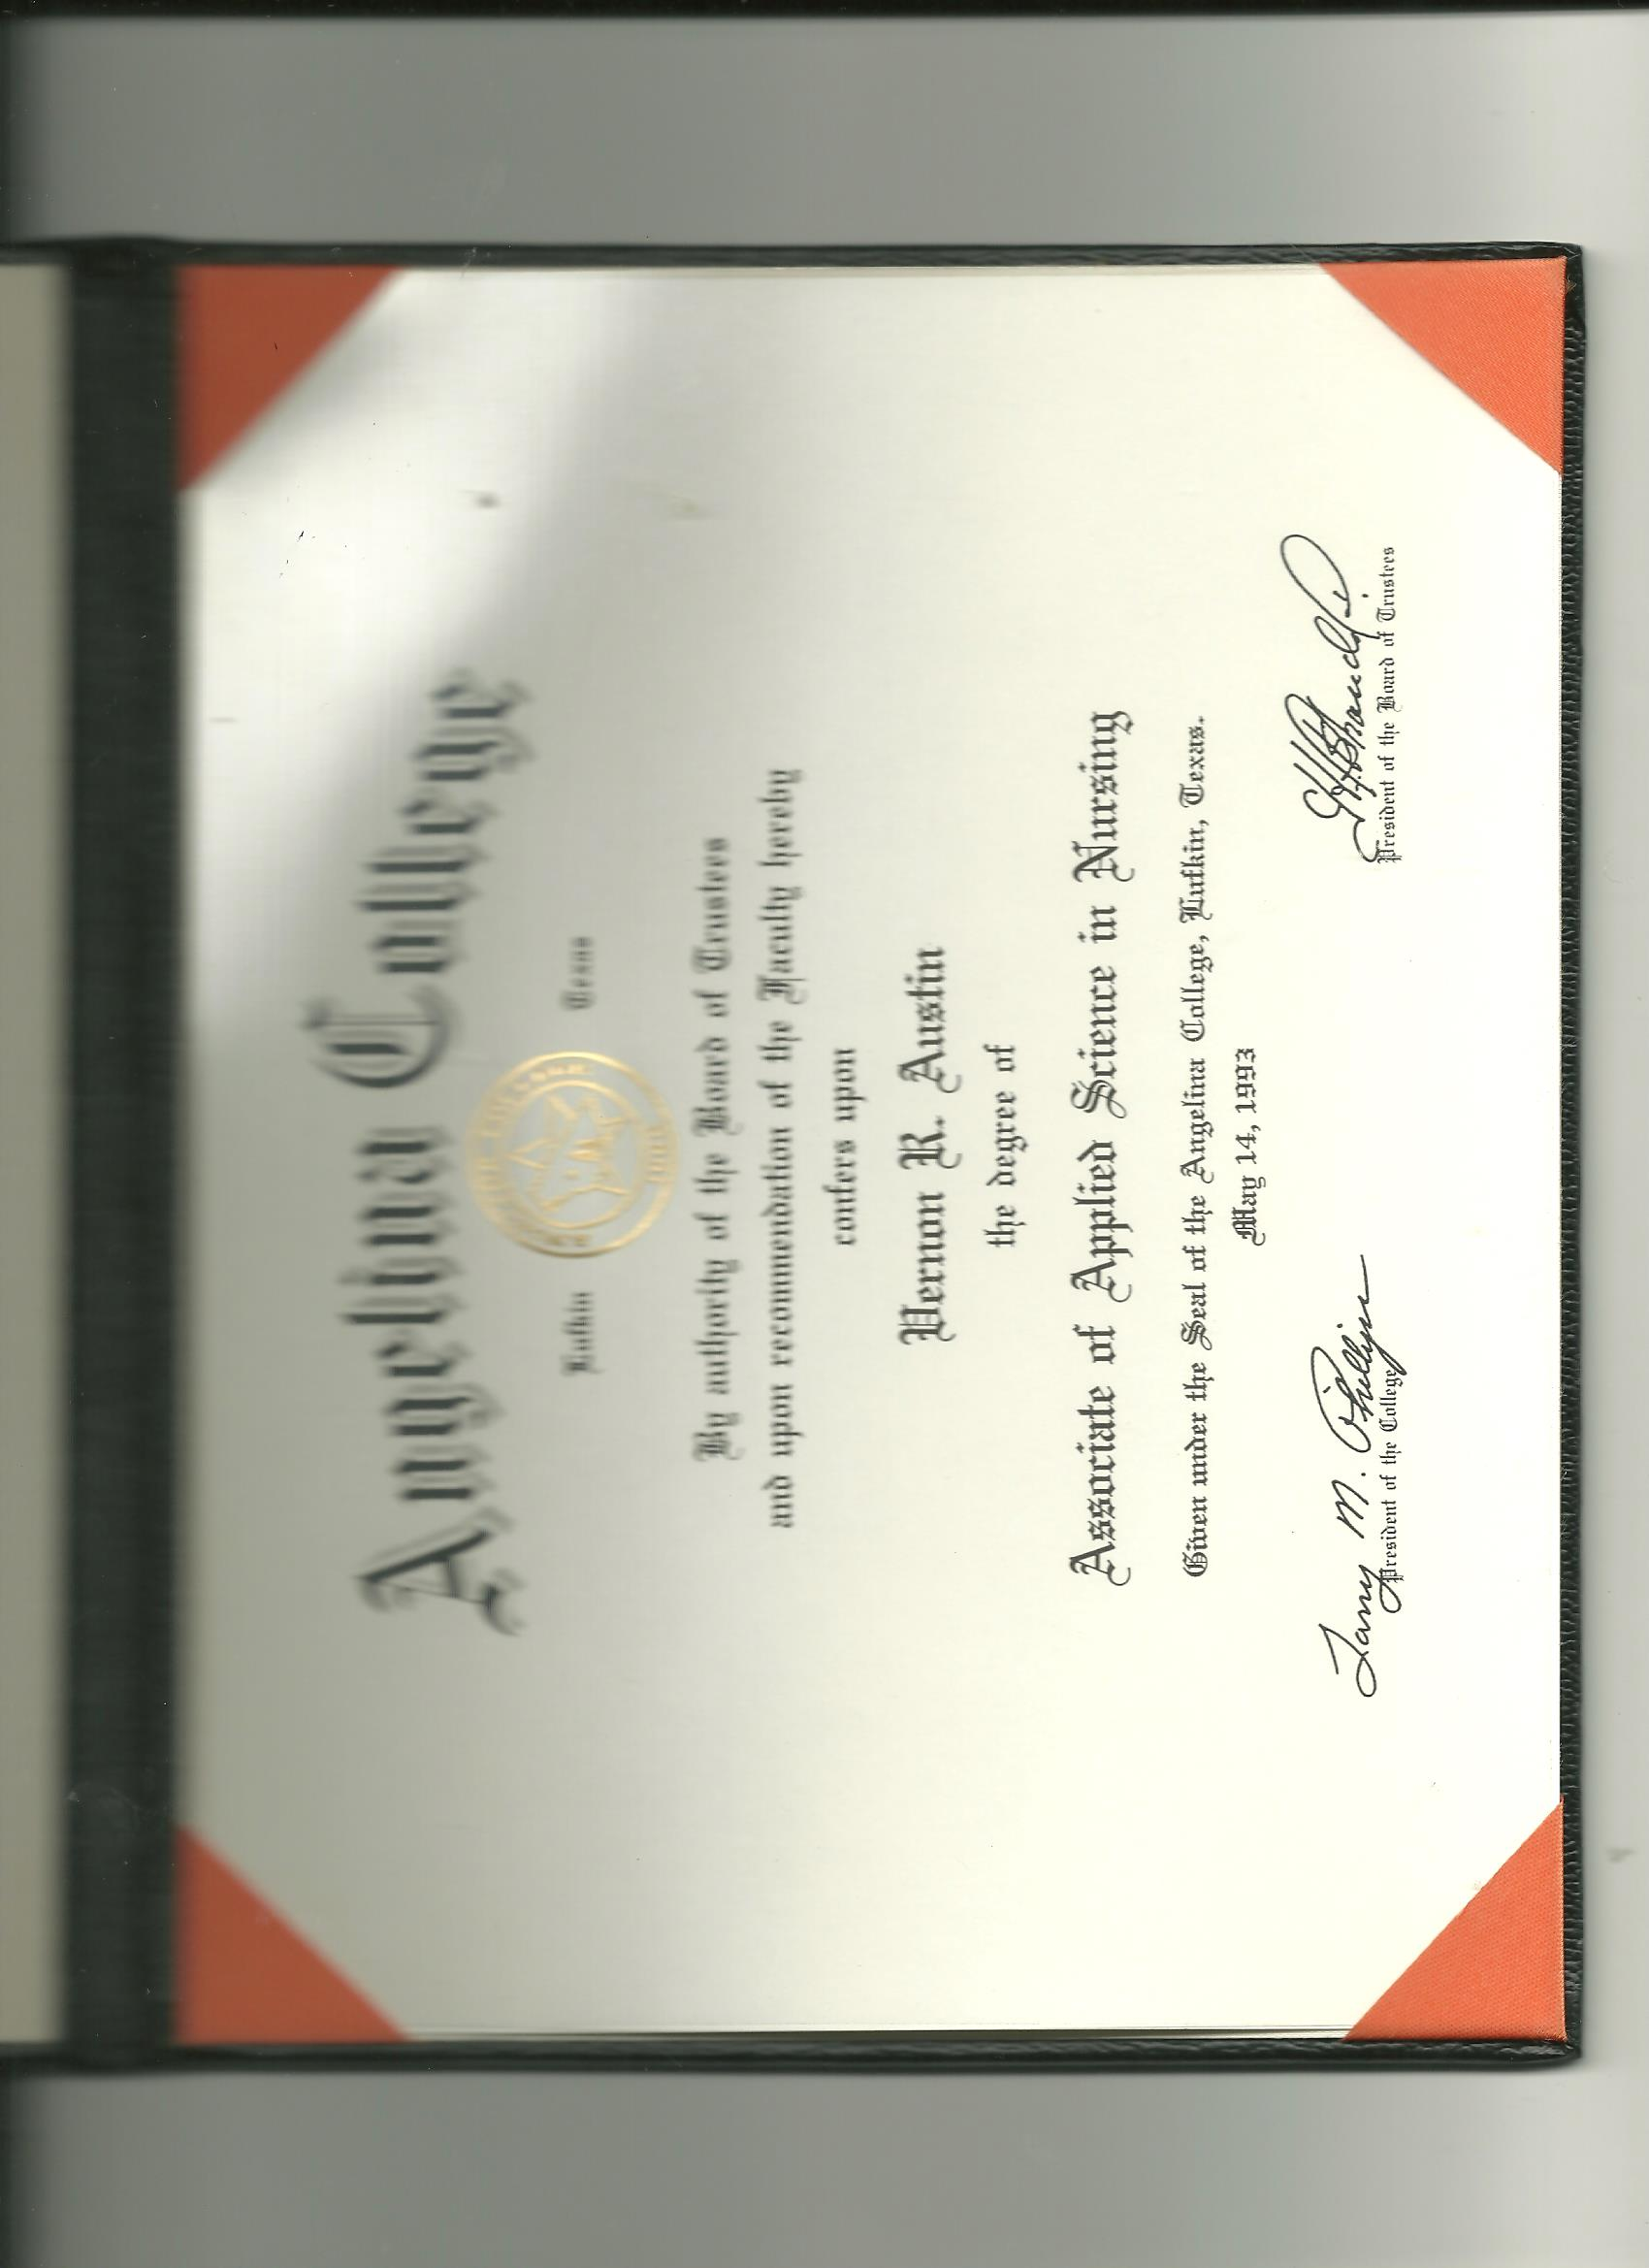 Angelina College
Lufkin Texas
By authority of the Board of Trustees
and upon recommendation of the Faculty hereby
confers upon
Vernon R. Austin
the degree of
Associate of Applied Science in Nursing
Given under the Seal of the Angelina College, Lufkin, Texas.
May 14, 1993
Larry M. Phillips
President of the College
President of the Board of Trustees